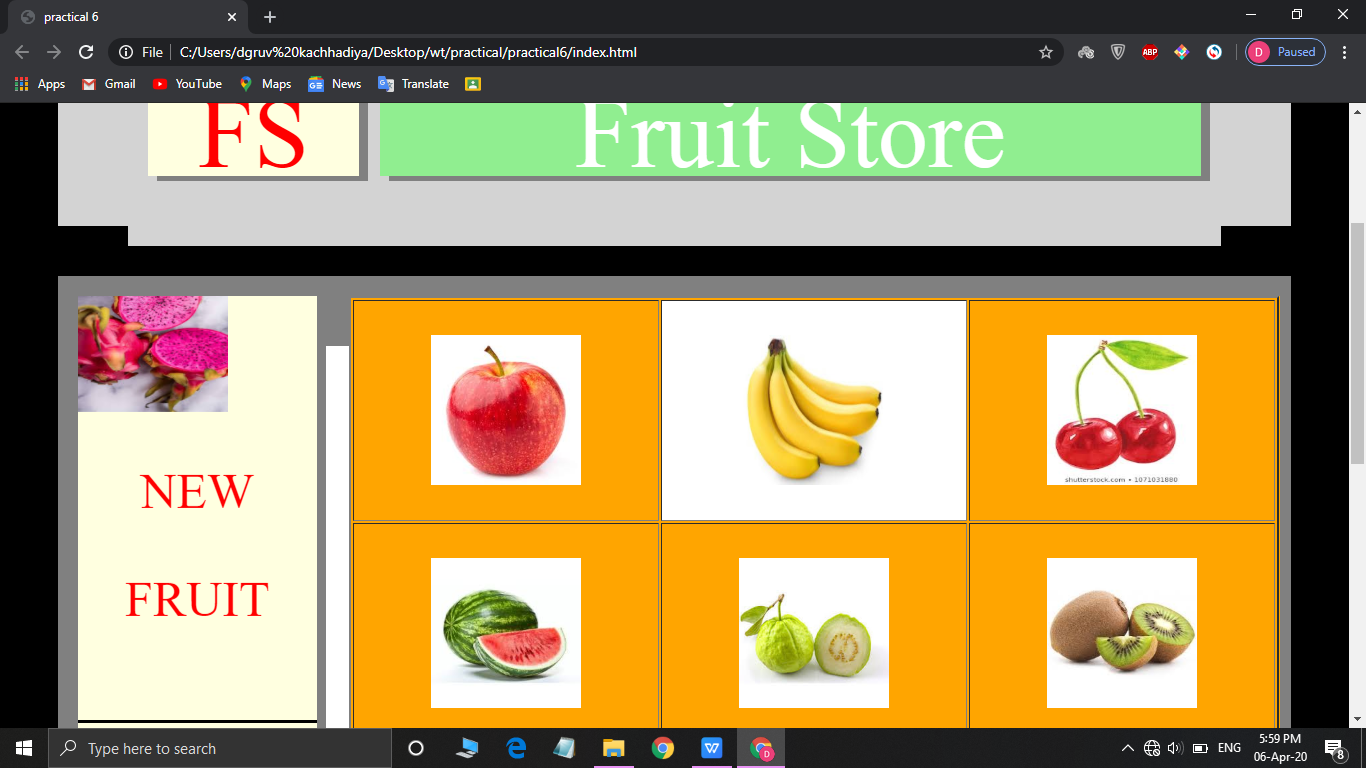 practical 6
File C:/Users/dgruv%20kachhadiya/Desktop/wt/practical/practical6/index.html
ABP
D Paused
Apps Gmail YouTube Maps News Translate
FS Fruit Store
NEW
FRUIT
shutterstock.com • 1071031880
Type here to search
ENG
5:59 PM
06-Apr-20
8